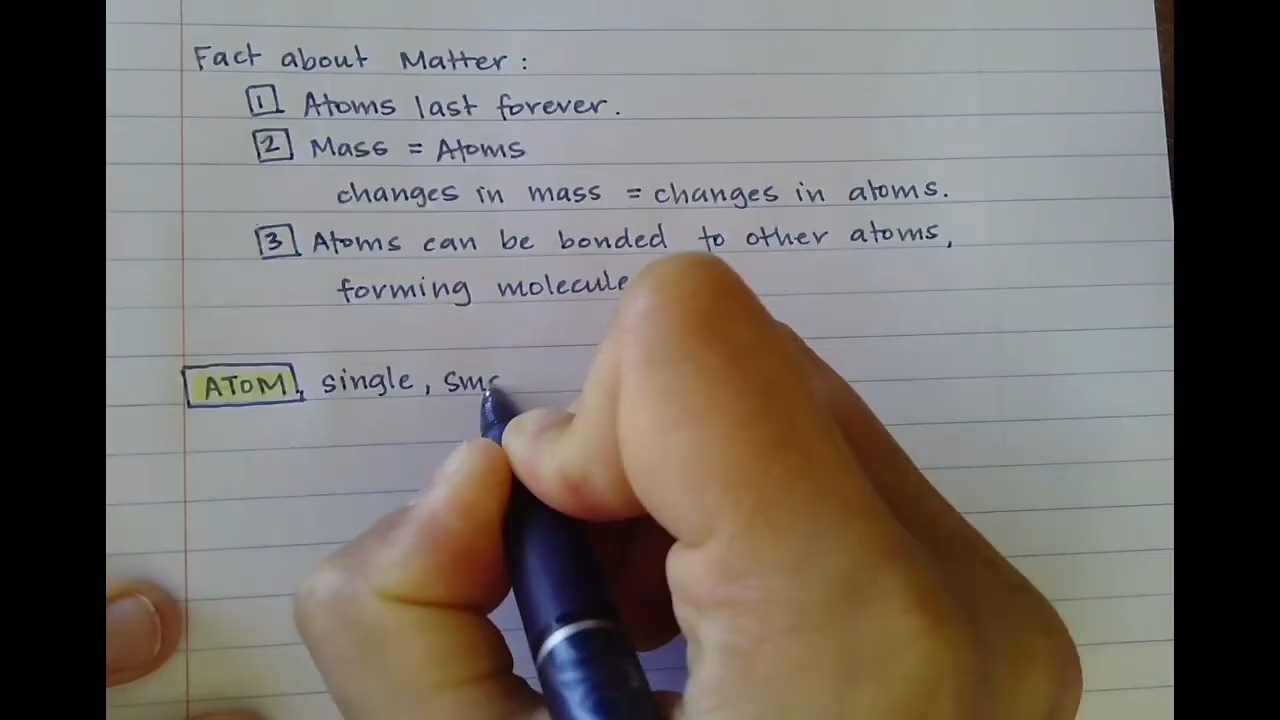 Fact about Matter:
1 Atoms last forever.
2 Mass = Atoms
changes in mass = changes in atoms.
3 Atoms can be bonded to other atoms,
forming molecule
ATOM, single,